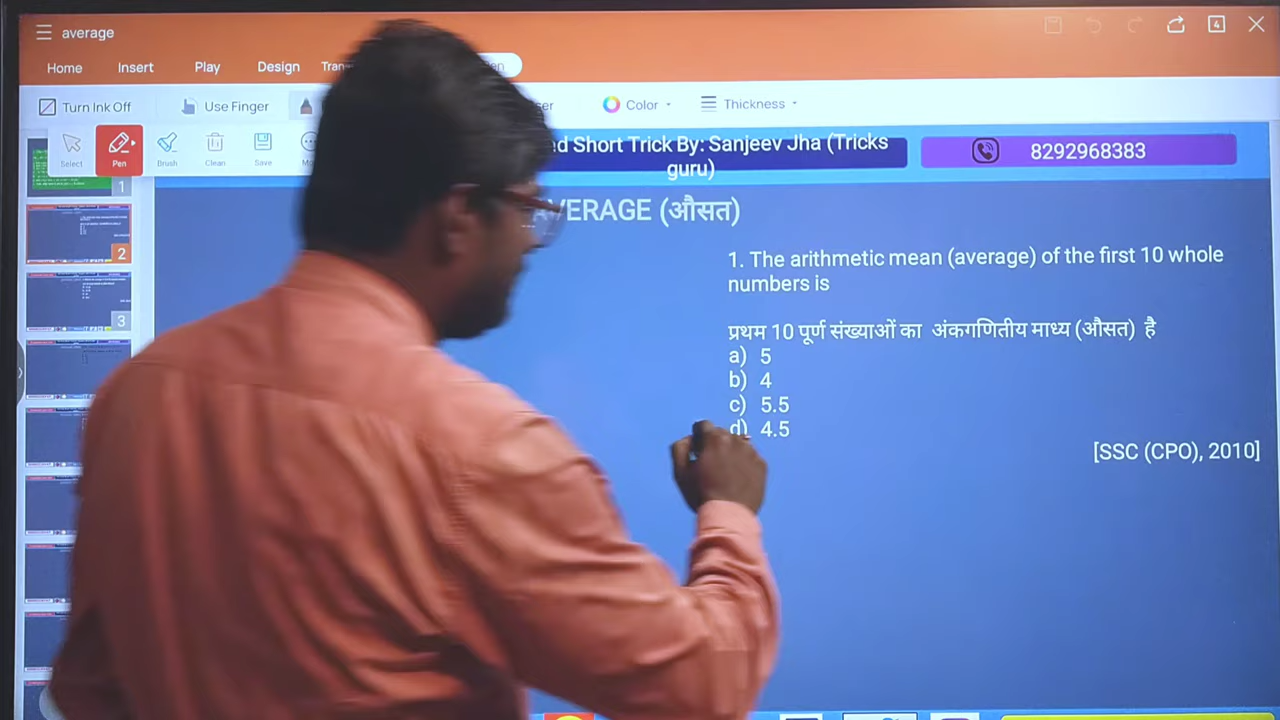 average
Home Insert Play Design
Turn Ink Off Use Finger Color Thickness
Select Pen Brush Clean Save
Short Trick By: Sanjeev Jha (Tricks
guru)
8292968383
1
2
3
4
AVERAGE (औसत)
1. The arithmetic mean (average) of the first 10 whole
numbers is
प्रथम 10 पूर्ण संख्याओं का अंकगणितीय माध्य (औसत) है
a) 5
b) 4
c) 5.5
d) 4.5
[SSC (CPO), 2010]